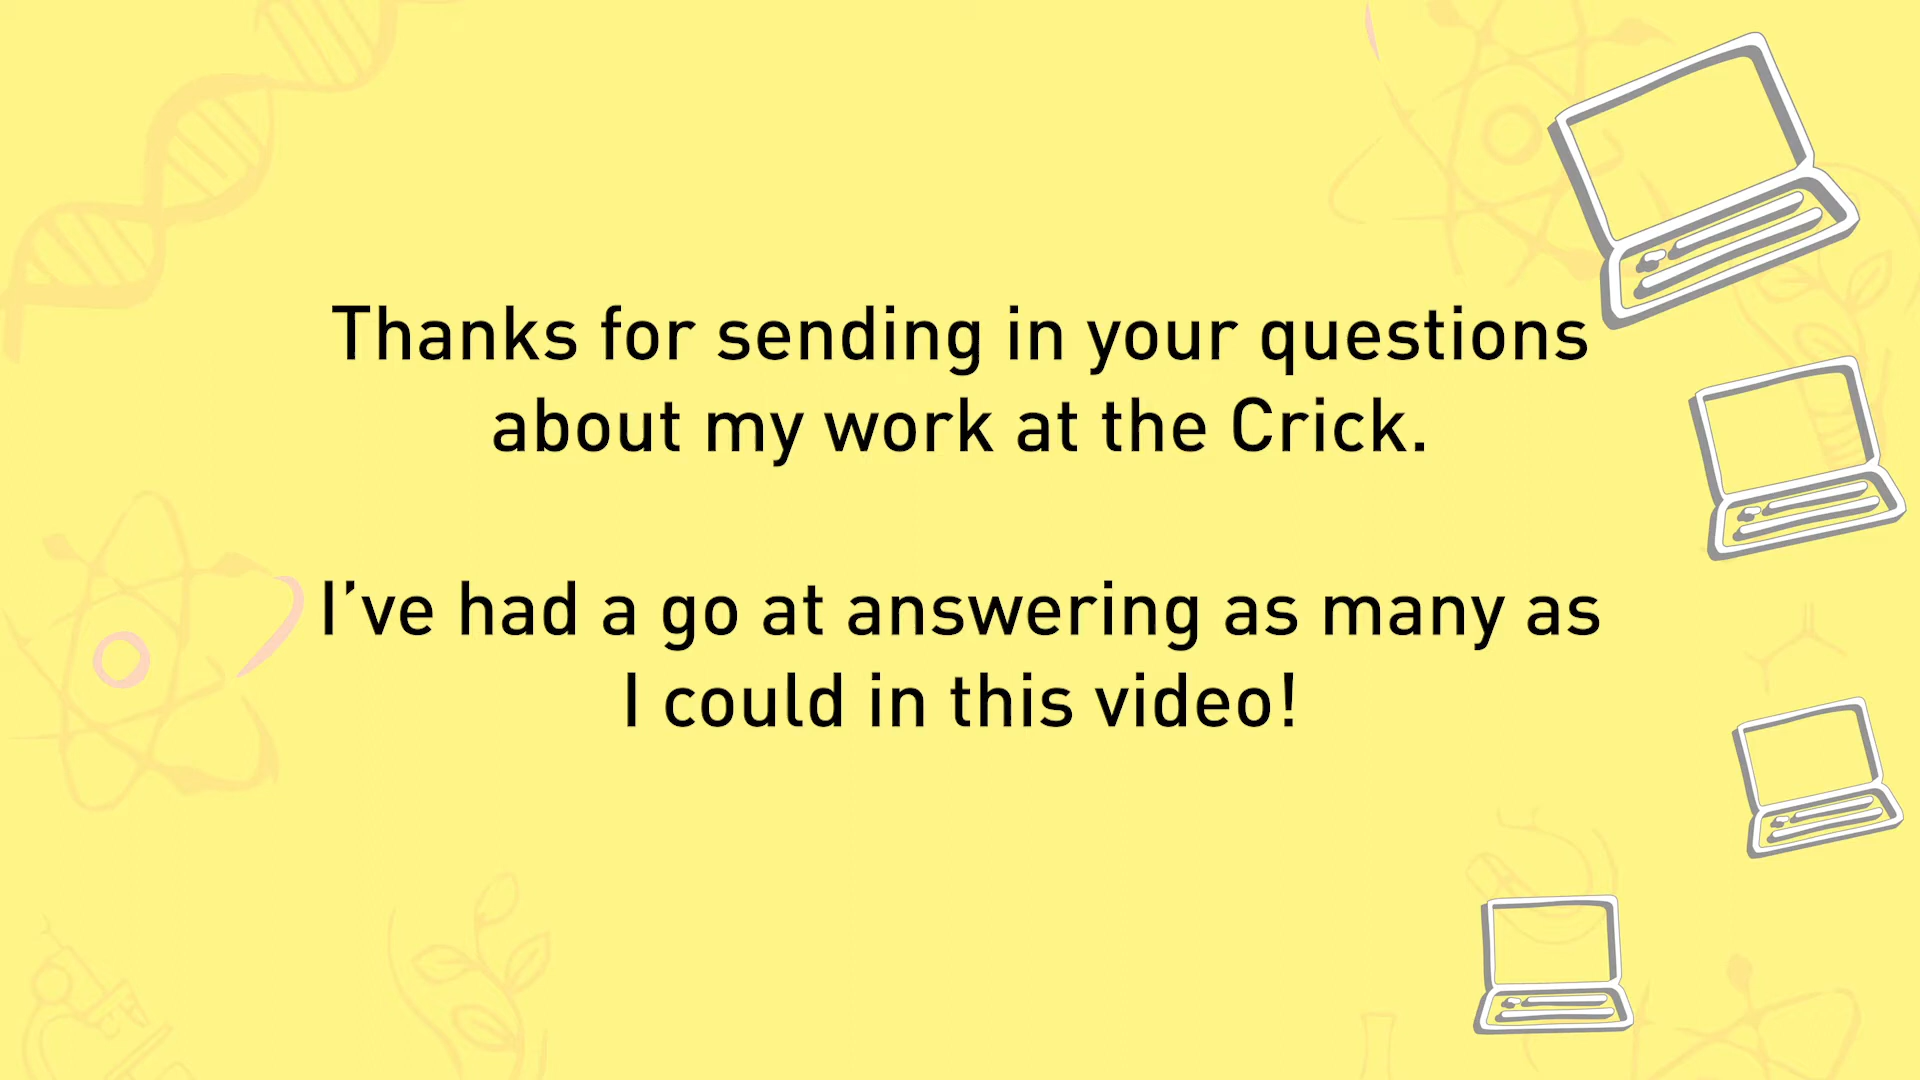 Thanks for sending in your questions
about my work at the Crick.
I’ve had a go at answering as many as
I could in this video!